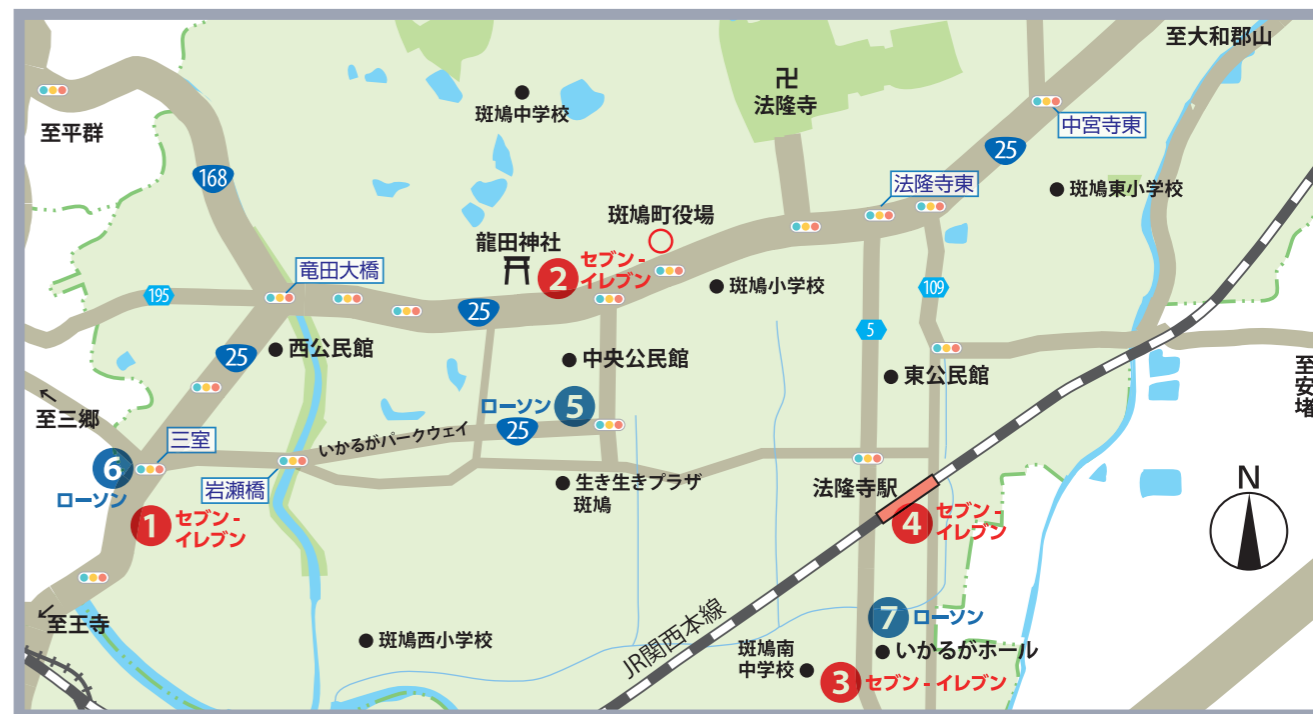 至大和郡山
卍
法隆寺
斑鳩中学校
至平群
中宮寺東
25
168
法隆寺東
斑鳩東小学校
斑鳩町役場
龍田神社
2
セブン-
イレブン
竜田大橋
195
斑鳩小学校
109
25
5
25
西公民館
中央公民館
東公民館
至安堵
至三郷
ローソン
5
25
いかるがパークウェイ
三室
6
ローソン
岩瀬橋
生き生きプラザ
斑鳩
法隆寺駅
N
1
セブン-
イレブン
4
セブン-
イレブン
至王寺
斑鳩西小学校
JR関西本線
7
ローソン
斑鳩南
中学校
いかるがホール
3
セブン-イレブン